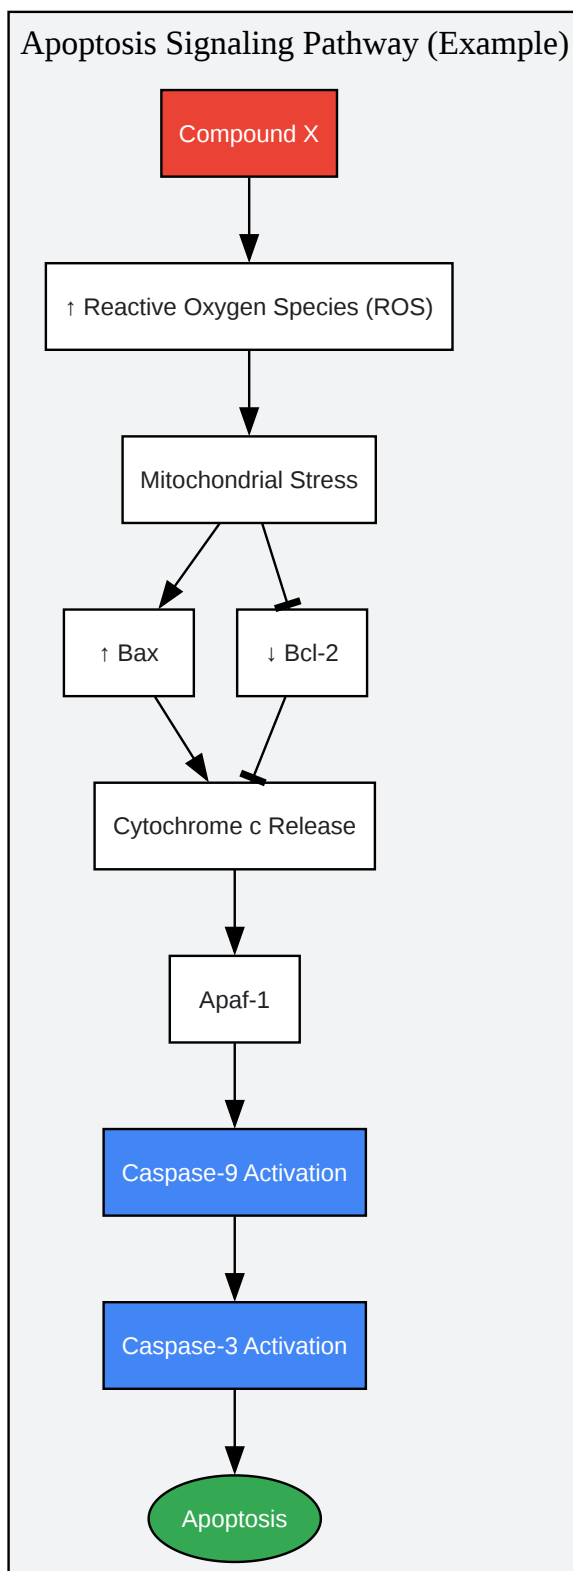 Apoptosis Signaling Pathway (Example)
Compound X
↑ Reactive Oxygen Species (ROS)
Mitochondrial Stress
↑ Bax
↓ Bcl-2
Cytochrome c Release
Apaf-1
Caspase-9 Activation
Caspase-3 Activation
Apoptosis